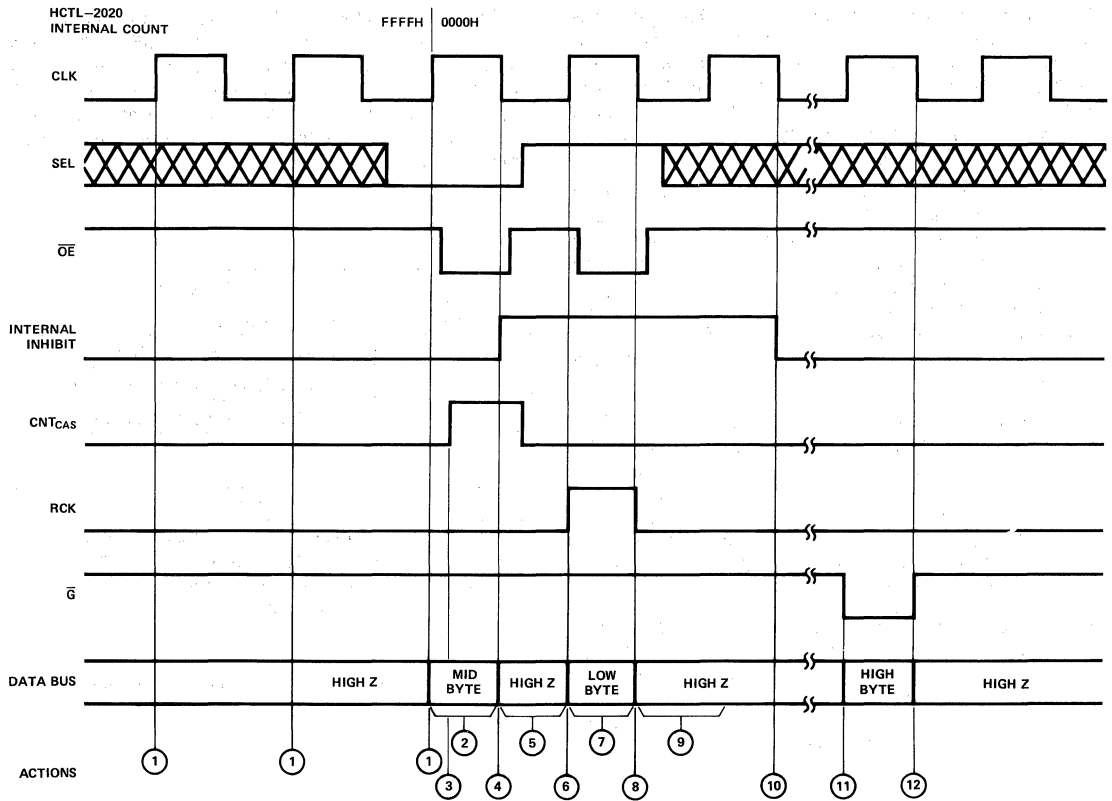 HCTL-2020
INTERNAL COUNT
FFFFH 0000H
CLK
SEL
OE
INTERNAL
INHIBIT
CNTCAS
RCK
G
DATA BUS
HIGH Z
MID
BYTE
HIGH Z
LOW
BYTE
HIGH Z
HIGH
BYTE
HIGH Z
2
5
7
9
ACTIONS
1
1
1
3
4
6
8
10
11
12